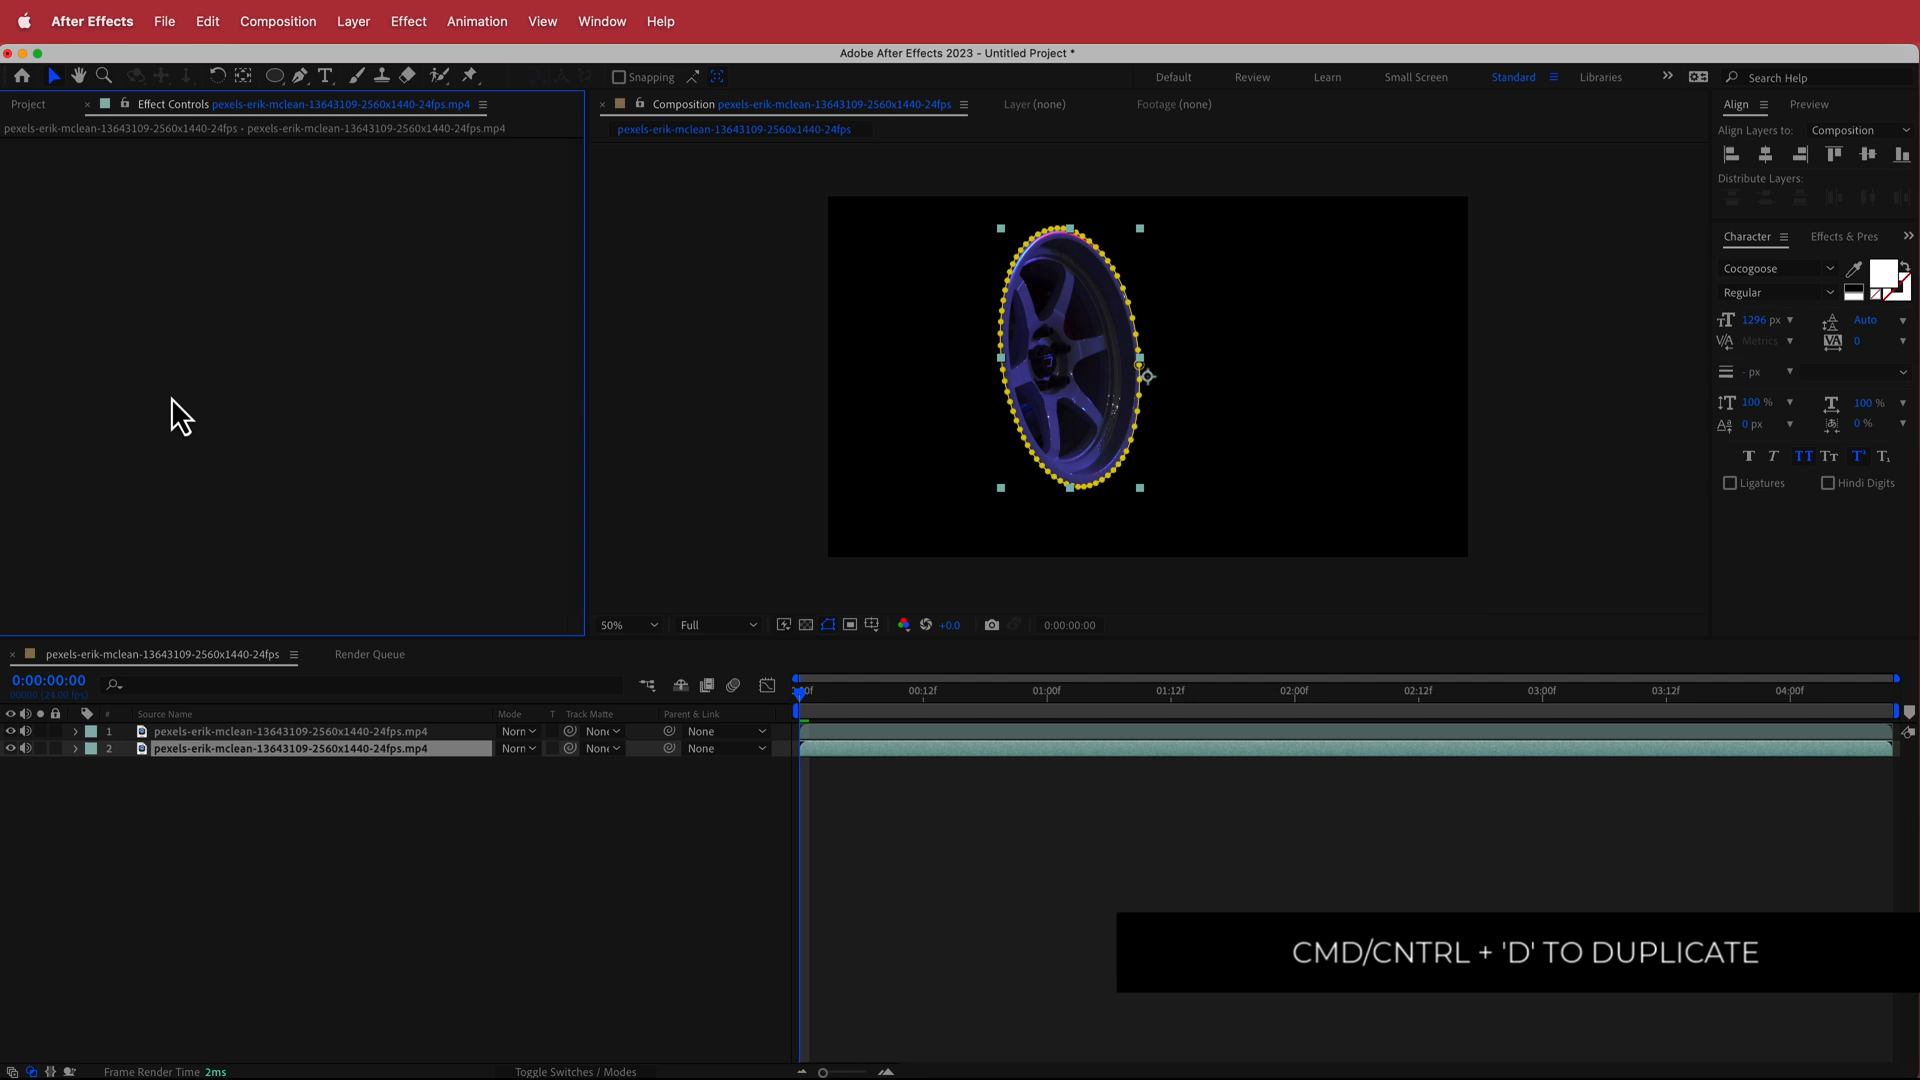 After Effects File Edit Composition Layer Effect Animation View Window Help
Adobe After Effects 2023 - Untitled Project *
Snapping Default Review Learn Small Screen Standard Libraries Search Help
Project Effect Controls pexels-erik-mclean-13643109-2560x1440-24fps.mp4
pexels-erik-mclean-13643109-2560x1440-24fps • pexels-erik-mclean-13643109-2560x1440-24fps.mp4
Composition pexels-erik-mclean-13643109-2560x1440-24fps Layer (none) Footage (none)
pexels-erik-mclean-13643109-2560x1440-24fps
Align Preview
Align Layers to: Composition
Distribute Layers:
Character Effects & Pres
Cocogoose
Regular
1296 px Auto
Metrics 0
- px
100 % 100 %
0 px 0 %
Ligatures Hindi Digits
50% Full +0.0 0:00:00:00
pexels-erik-mclean-13643109-2560x1440-24fps Render Queue
0:00:00:00
00000 (24.00 fps)
00:12f 01:00f 01:12f 02:00f 02:12f 03:00f 03:12f 04:00f
# Source Name Mode T Track Matte Parent & Link
1 pexels-erik-mclean-13643109-2560x1440-24fps.mp4 Norn None None
2 pexels-erik-mclean-13643109-2560x1440-24fps.mp4 Norn None None
CMD/CNTRL + 'D' TO DUPLICATE
Frame Render Time 2ms Toggle Switches / Modes